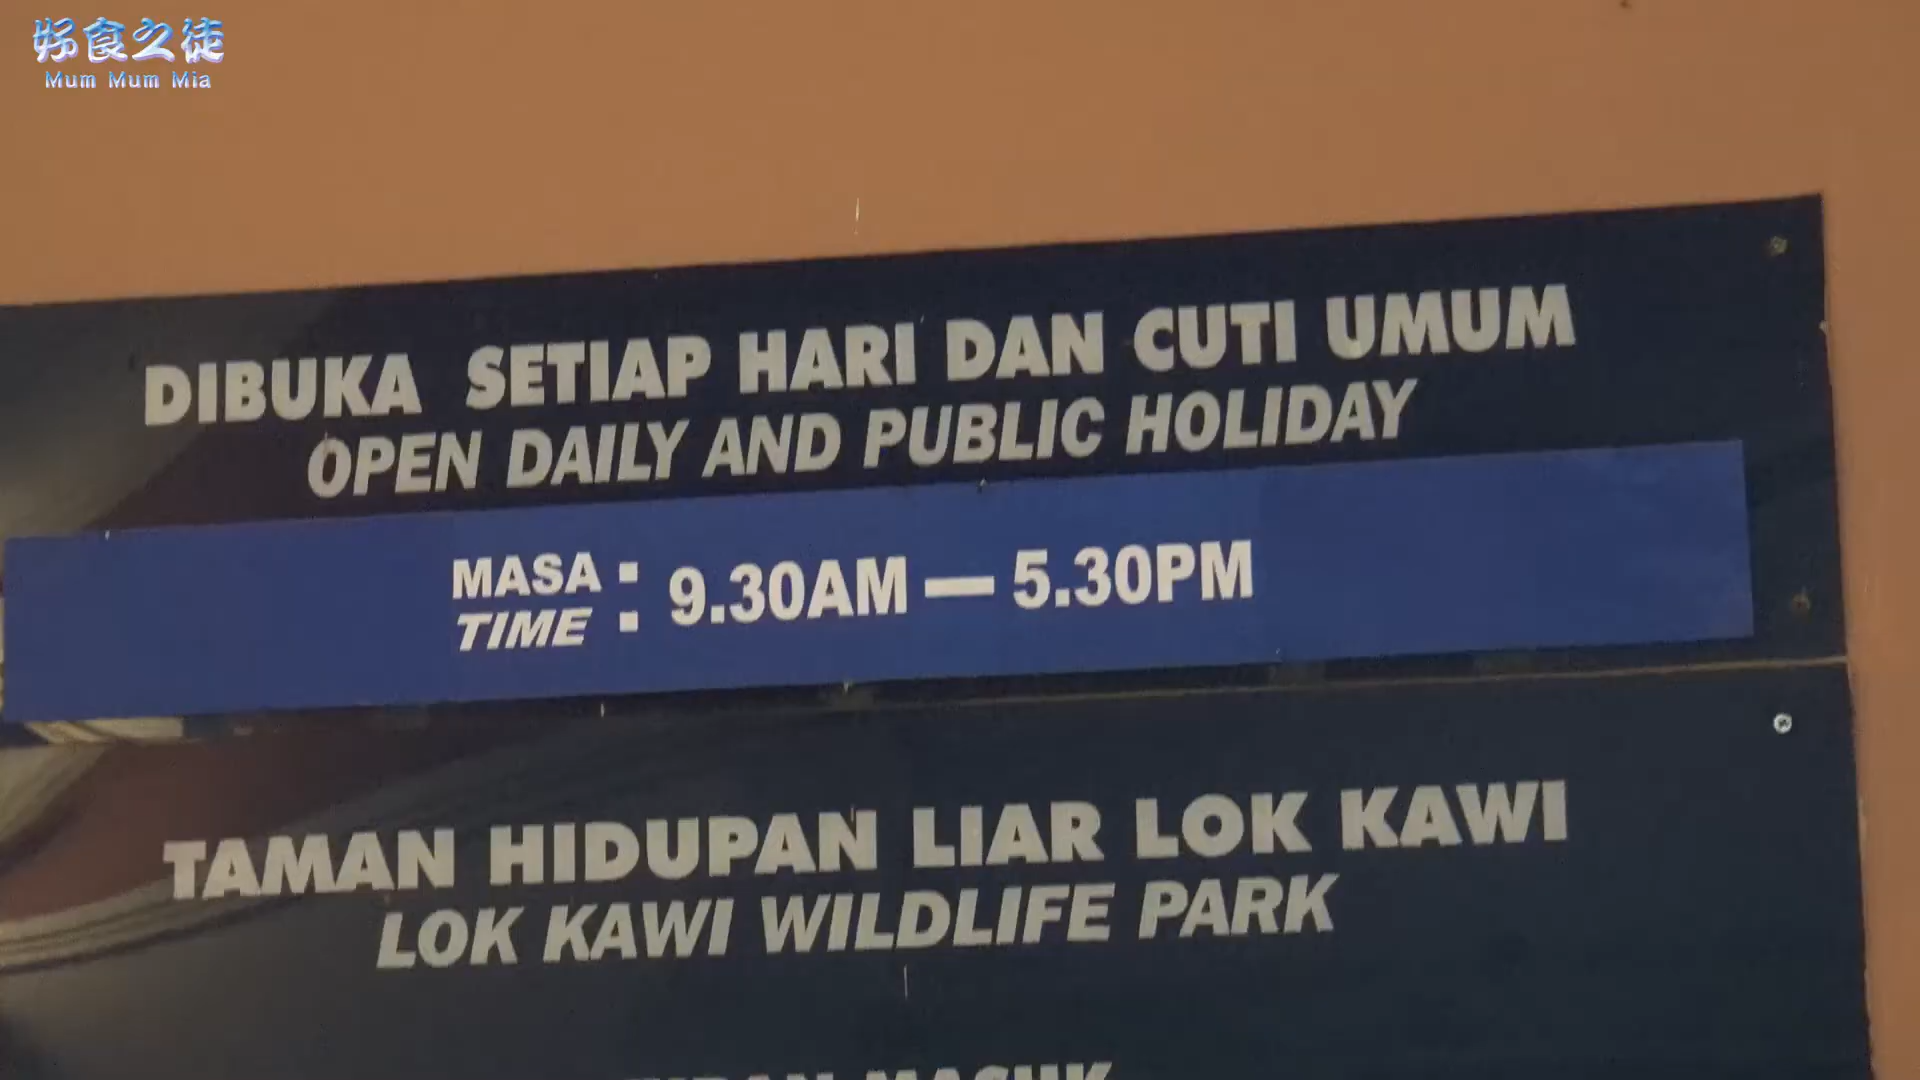 好食之徒
Mum Mum Mia
DIBUKA SETIAP HARI DAN CUTI UMUM
OPEN DAILY AND PUBLIC HOLIDAY
MASA
TIME : 9.30AM — 5.30PM
TAMAN HIDUPAN LIAR LOK KAWI
LOK KAWI WILDLIFE PARK
MASUK